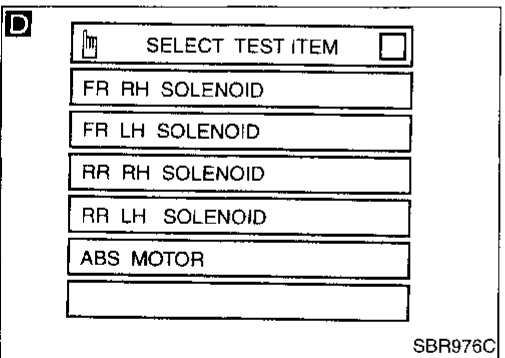 D
SELECT TEST ITEM
FR RH SOLENOID
FR LH SOLENOID
RR RH SOLENOID
RR LH SOLENOID
ABS MOTOR
SBR976C